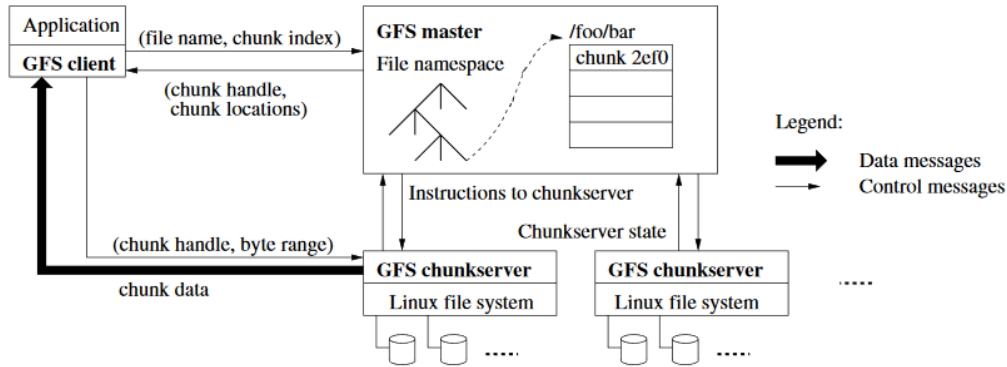 Application
GFS client
(file name, chunk index)
(chunk handle,
chunk locations)
GFS master
File namespace
/foo/bar
chunk 2ef0
Legend:
Data messages
Control messages
Instructions to chunkserver
Chunkserver state
(chunk handle, byte range)
chunk data
GFS chunkserver
Linux file system
GFS chunkserver
Linux file system